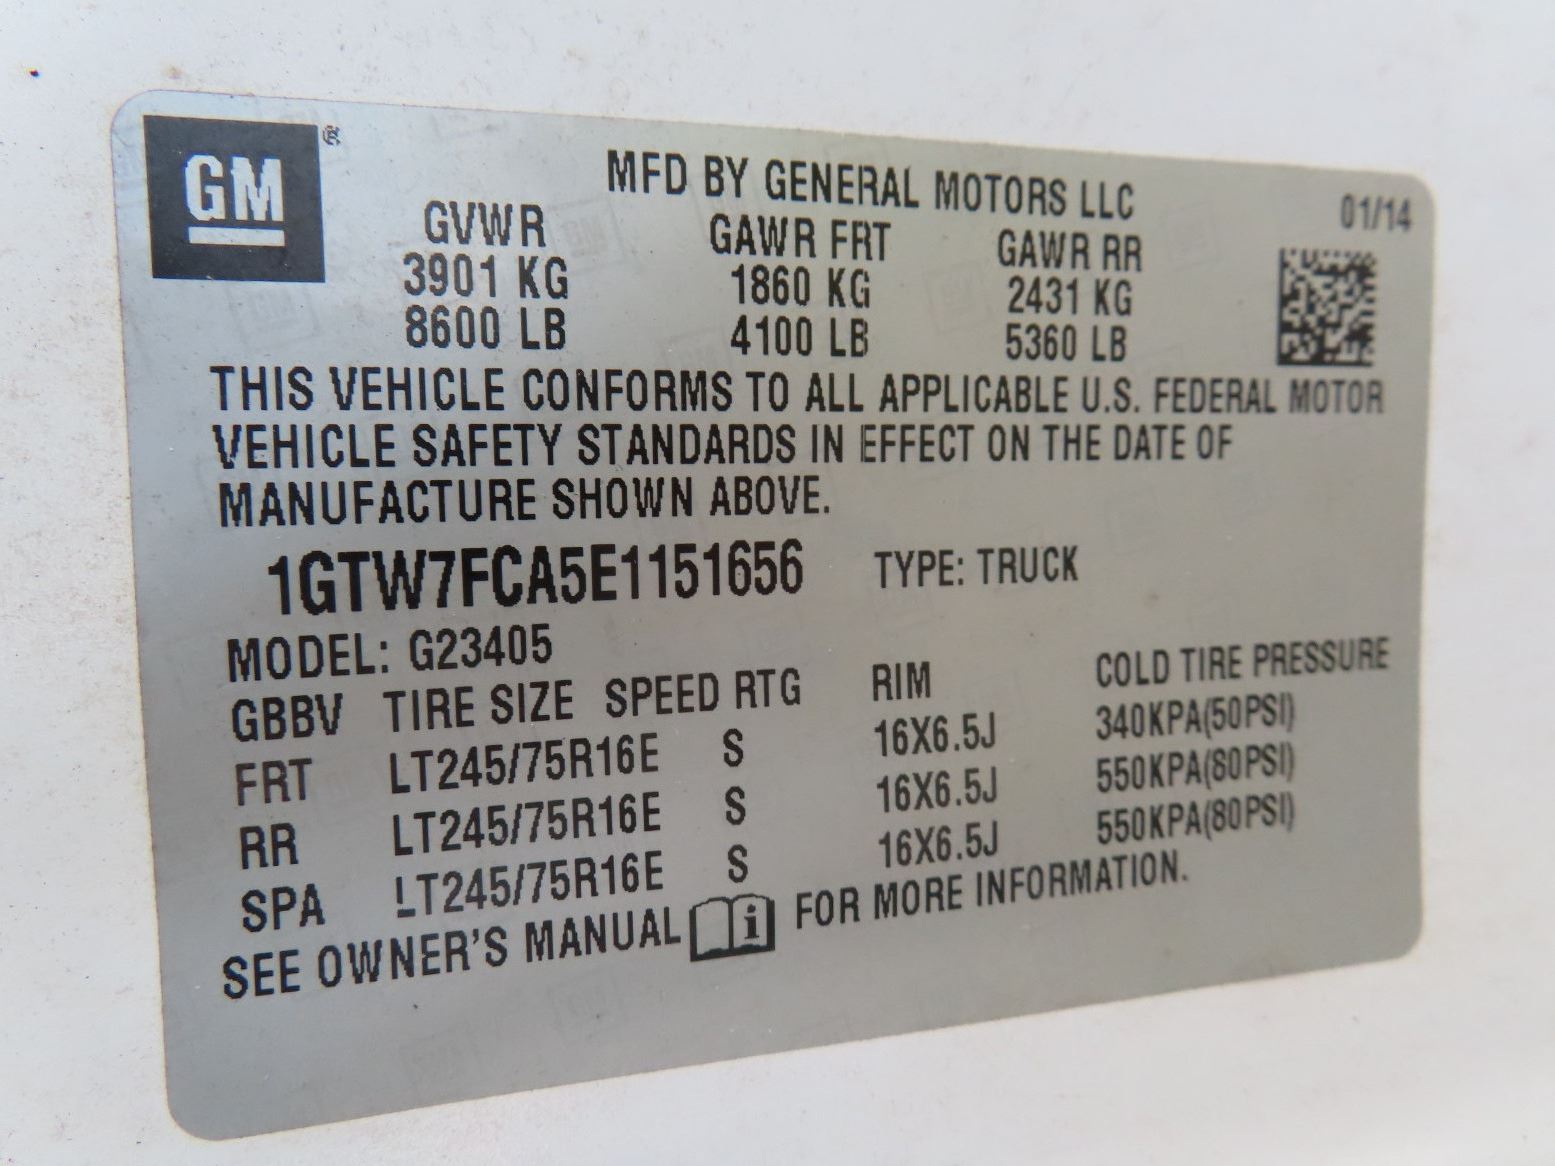 GM ®
MFD BY GENERAL MOTORS LLC 01/14
GVWR GAWR FRT GAWR RR
3901 KG 1860 KG 2431 KG
8600 LB 4100 LB 5360 LB
THIS VEHICLE CONFORMS TO ALL APPLICABLE U.S. FEDERAL MOTOR
VEHICLE SAFETY STANDARDS IN EFFECT ON THE DATE OF
MANUFACTURE SHOWN ABOVE.
1GTW7FCA5E1151656 TYPE: TRUCK
MODEL: G23405
GBBV TIRE SIZE SPEED RTG RIM COLD TIRE PRESSURE
FRT LT245/75R16E S 16X6.5J 340KPA(50PSI)
RR LT245/75R16E S 16X6.5J 550KPA(80PSI)
SPA LT245/75R16E S 16X6.5J 550KPA(80PSI)
SEE OWNER'S MANUAL i FOR MORE INFORMATION.